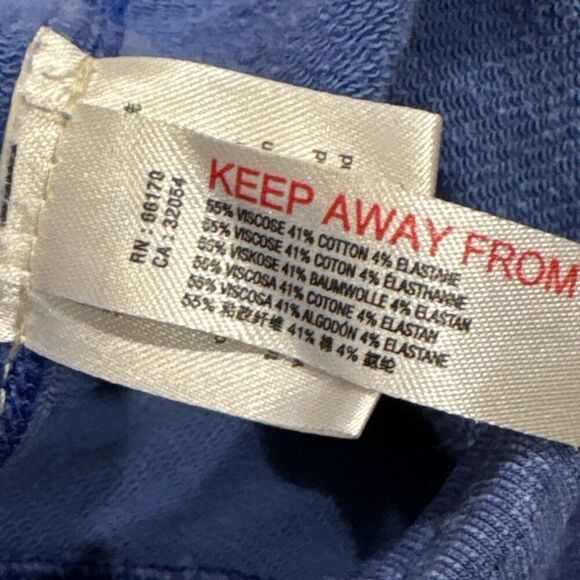 RN : 66170
CA : 32054
KEEP AWAY FROM
55% VISCOSE 41% COTTON 4% ELASTANE
55% VISCOSE 41% COTON 4% ELASTHANNE
55% VISKOSE 41% BAUMWOLLE 4% ELASTAN
55% VISCOSA 41% COTONE 4% ELASTAN
55% VISCOSA 41% ALGODÓN 4% ELASTANE
55% 粘胶纤维 41% 棉 4% 氨纶